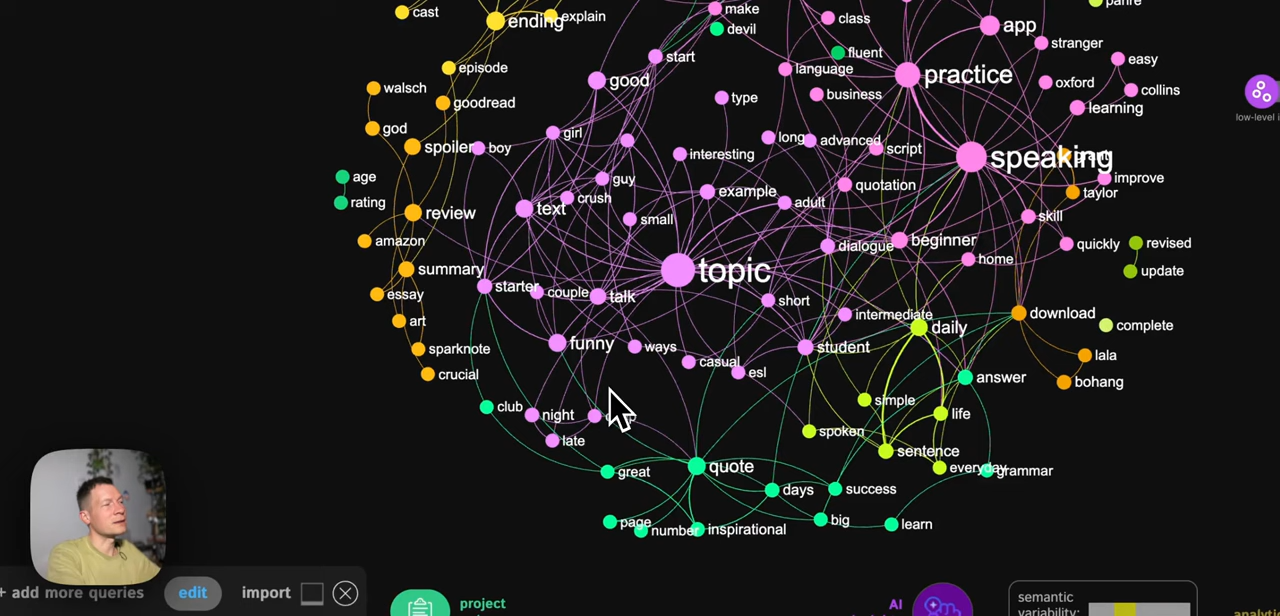 panre
cast
ending
explain
make
devil
class
app
stranger
start
fluent
easy
episode
good
language
practice
oxford
collins
walsch
goodread
type
business
learning
god
girl
long
advanced
script
spoiler
boy
interesting
speaking
age
guy
example
quotation
improve
rating
crush
adult
taylor
review
text
small
skill
amazon
dialogue
beginner
quickly
revised
summary
topic
home
update
essay
starter
couple
talk
short
intermediate
download
art
daily
complete
sparknote
funny
ways
casual
student
lala
crucial
esl
answer
bohang
club
night
simple
life
late
spoken
sentence
great
quote
everyday
grammar
days
success
page
number
inspirational
big
learn
low-level i
+ add more queries
edit
import
project
AI
semantic
variability:
analytic